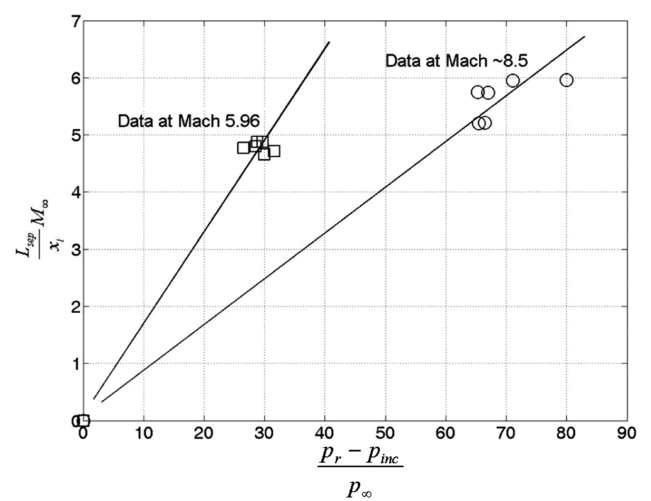 7
6
5
4
3
2
1
0
0 10 20 30 40 50 60 70 80 90
Data at Mach ~8.5
Data at Mach 5.96
L_sep M_∞
x_i
p_r − p_inc
p_∞